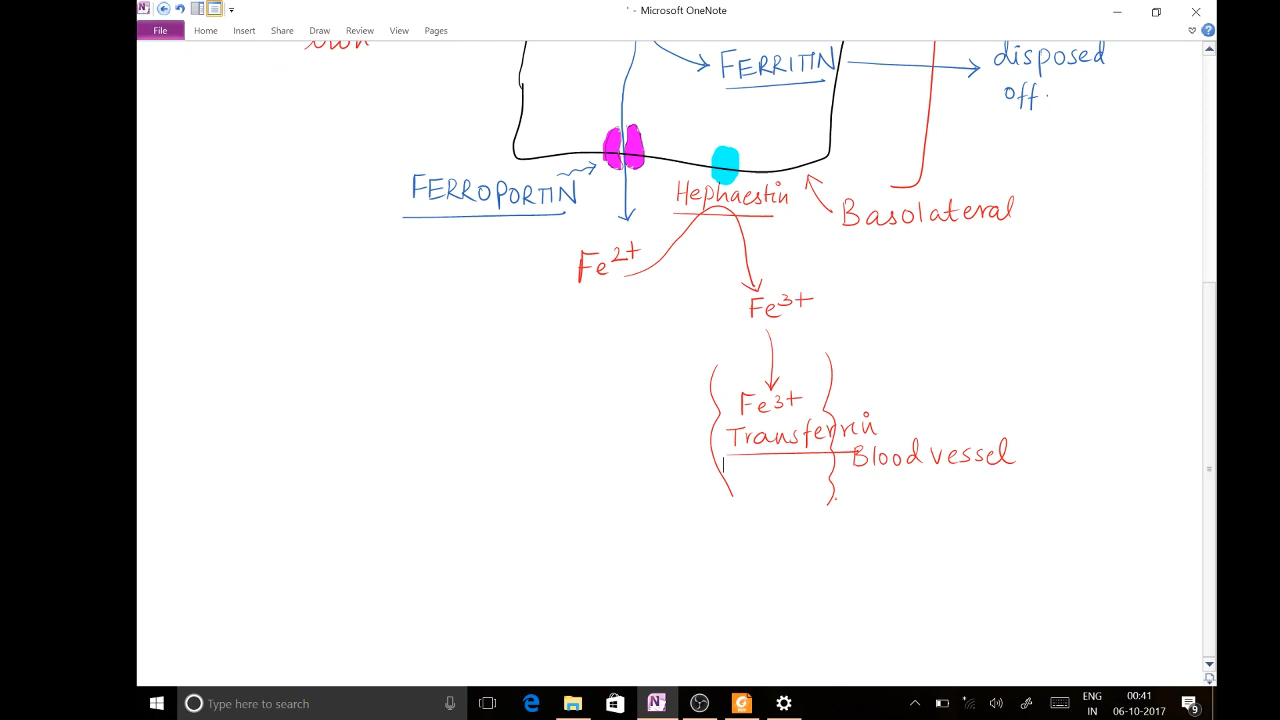 ' - Microsoft OneNote
File Home Insert Share Draw Review View Pages
FERRITIN
disposed
off.
FERROPORTIN
Hephaestin
Basolateral
Fe2+
Fe3+
Fe3+
Transferrin
Blood vessel
Type here to search
ENG
IN
00:41
06-10-2017
9